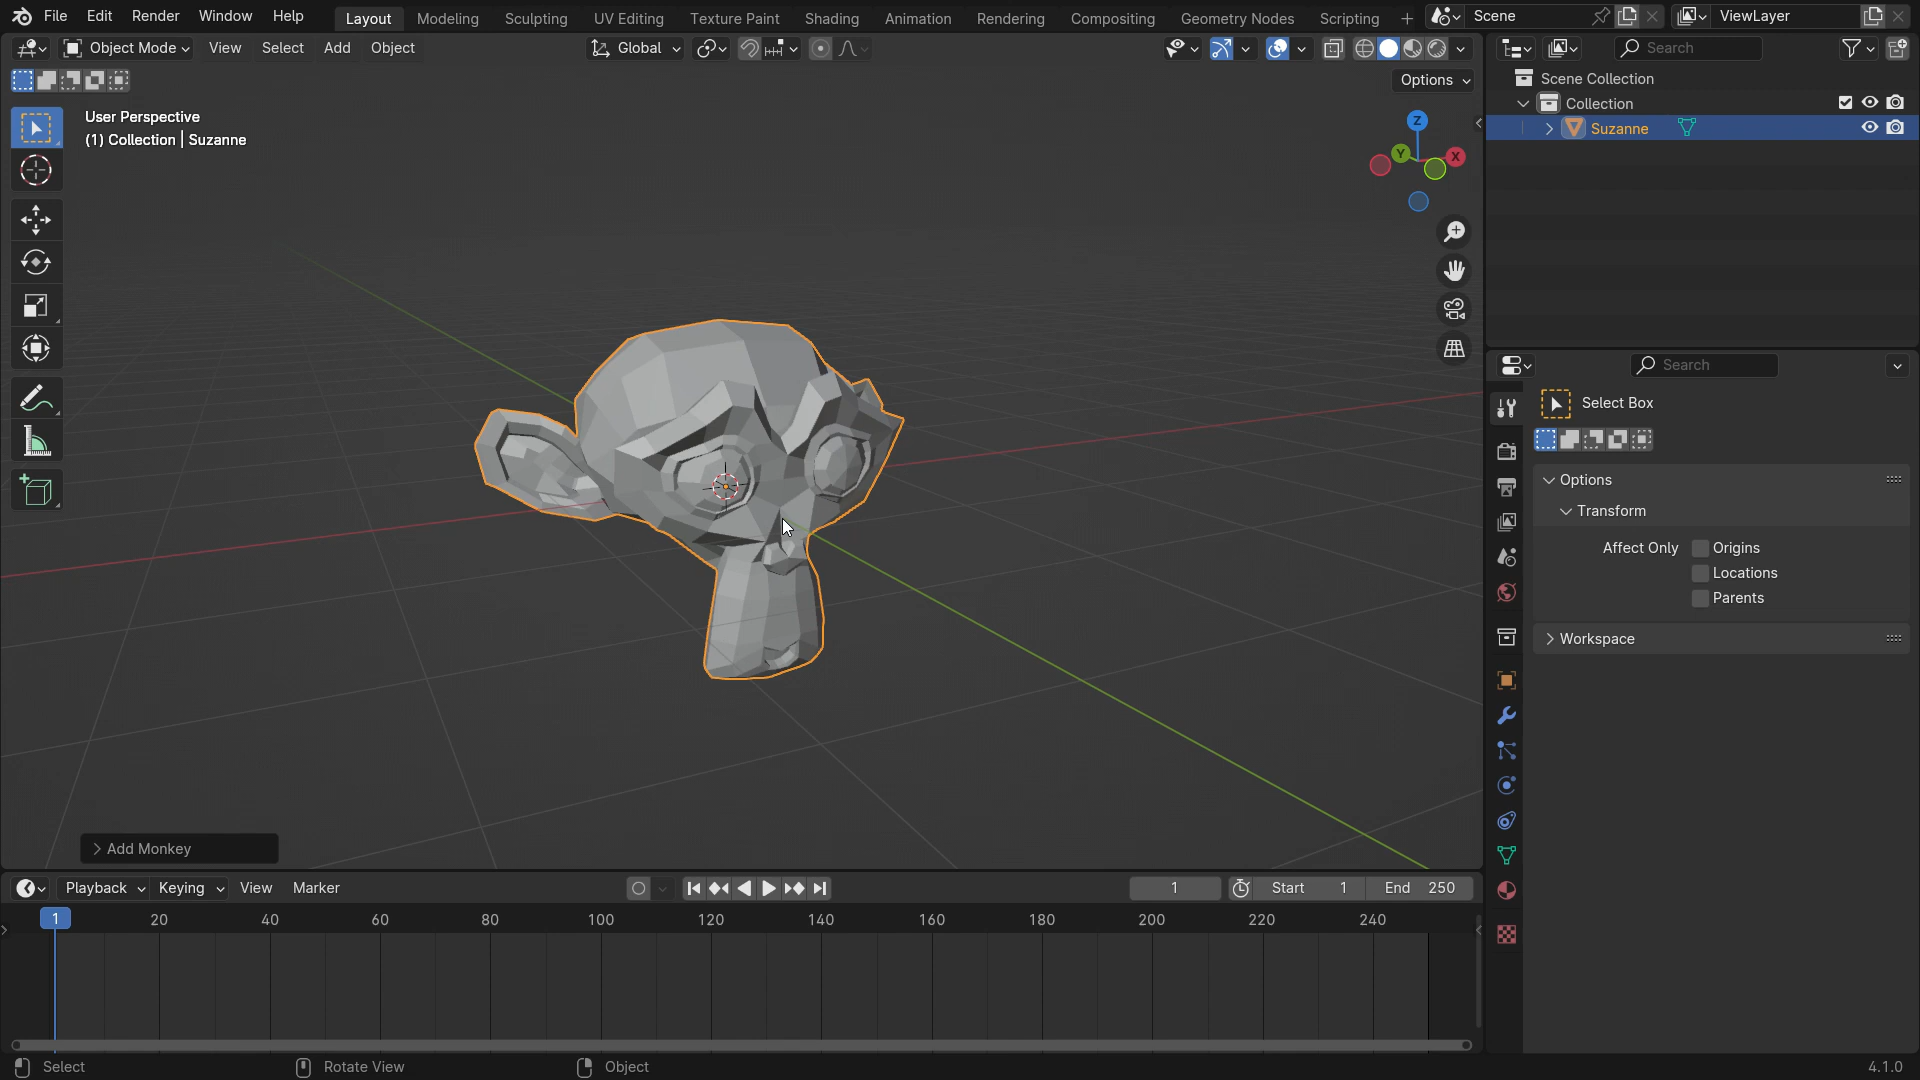 File Edit Render Window Help Layout Modeling Sculpting UV Editing Texture Paint Shading Animation Rendering Compositing Geometry Nodes Scripting Scene ViewLayer
Object Mode View Select Add Object Global Search
Options Scene Collection
Collection
User Perspective
(1) Collection | Suzanne
Suzanne
Z
Y
X
Search
Select Box
Options
Transform
Affect Only Origins
Locations
Parents
Workspace
Add Monkey
Playback Keying View Marker 1 Start 1 End 250
1 20 40 60 80 100 120 140 160 180 200 220 240
Select Rotate View Object 4.1.0